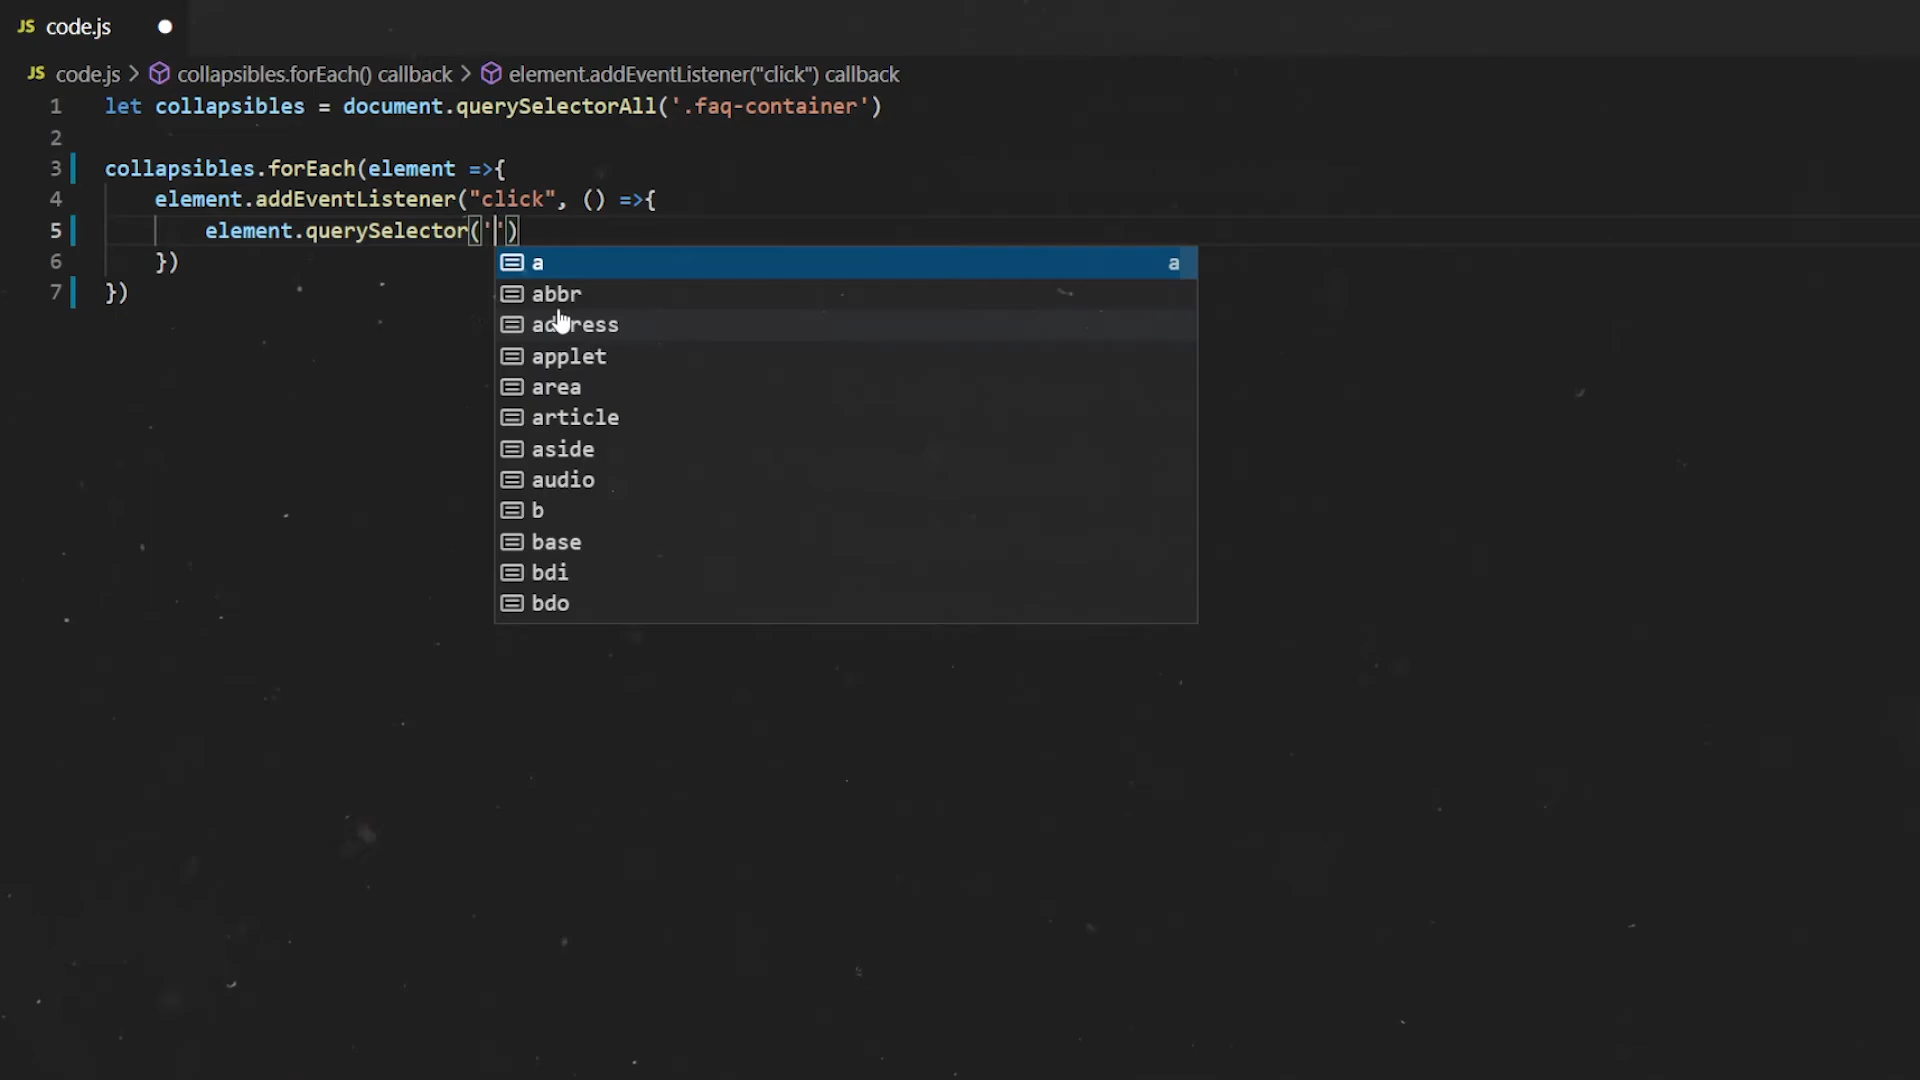 JS code.js
JS code.js > collapsibles.forEach() callback > element.addEventListener("click") callback
1 let collapsibles = document.querySelectorAll('.faq-container')
2
3 collapsibles.forEach(element =>{
4 element.addEventListener("click", () =>{
5 element.querySelector('')
6 })
7 })
a a
abbr
address
applet
area
article
aside
audio
b
base
bdi
bdo